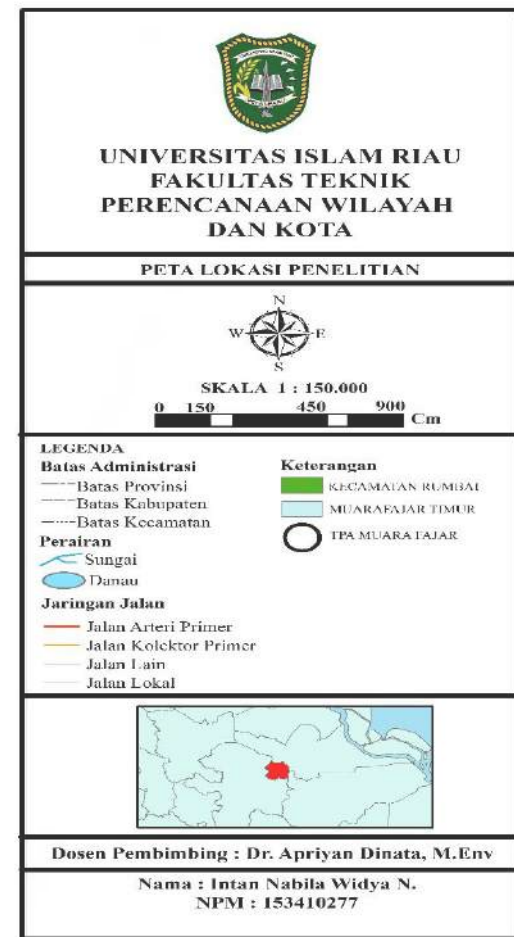 UNIVERSITAS ISLAM RIAU
FAKULTAS TEKNIK
PERENCANAAN WILAYAH
DAN KOTA
PETA LOKASI PENELITIAN
N
W E
S
SKALA 1 : 150.000
0 150 450 900
Cm
LEGENDA
Batas Administrasi
Batas Provinsi
Batas Kabupaten
Batas Kecamatan
Perairan
Sungai
Danau
Jaringan Jalan
Jalan Arteri Primer
Jalan Kolektor Primer
Jalan Lain
Jalan Lokal
Keterangan
KECAMATAN RUMBAI
MUARAFAJAR TIMUR
TPA MUARA FAJAR
Dosen Pembimbing : Dr. Apriyan Dinata, M.Env
Nama : Intan Nabila Widya N.
NPM : 153410277